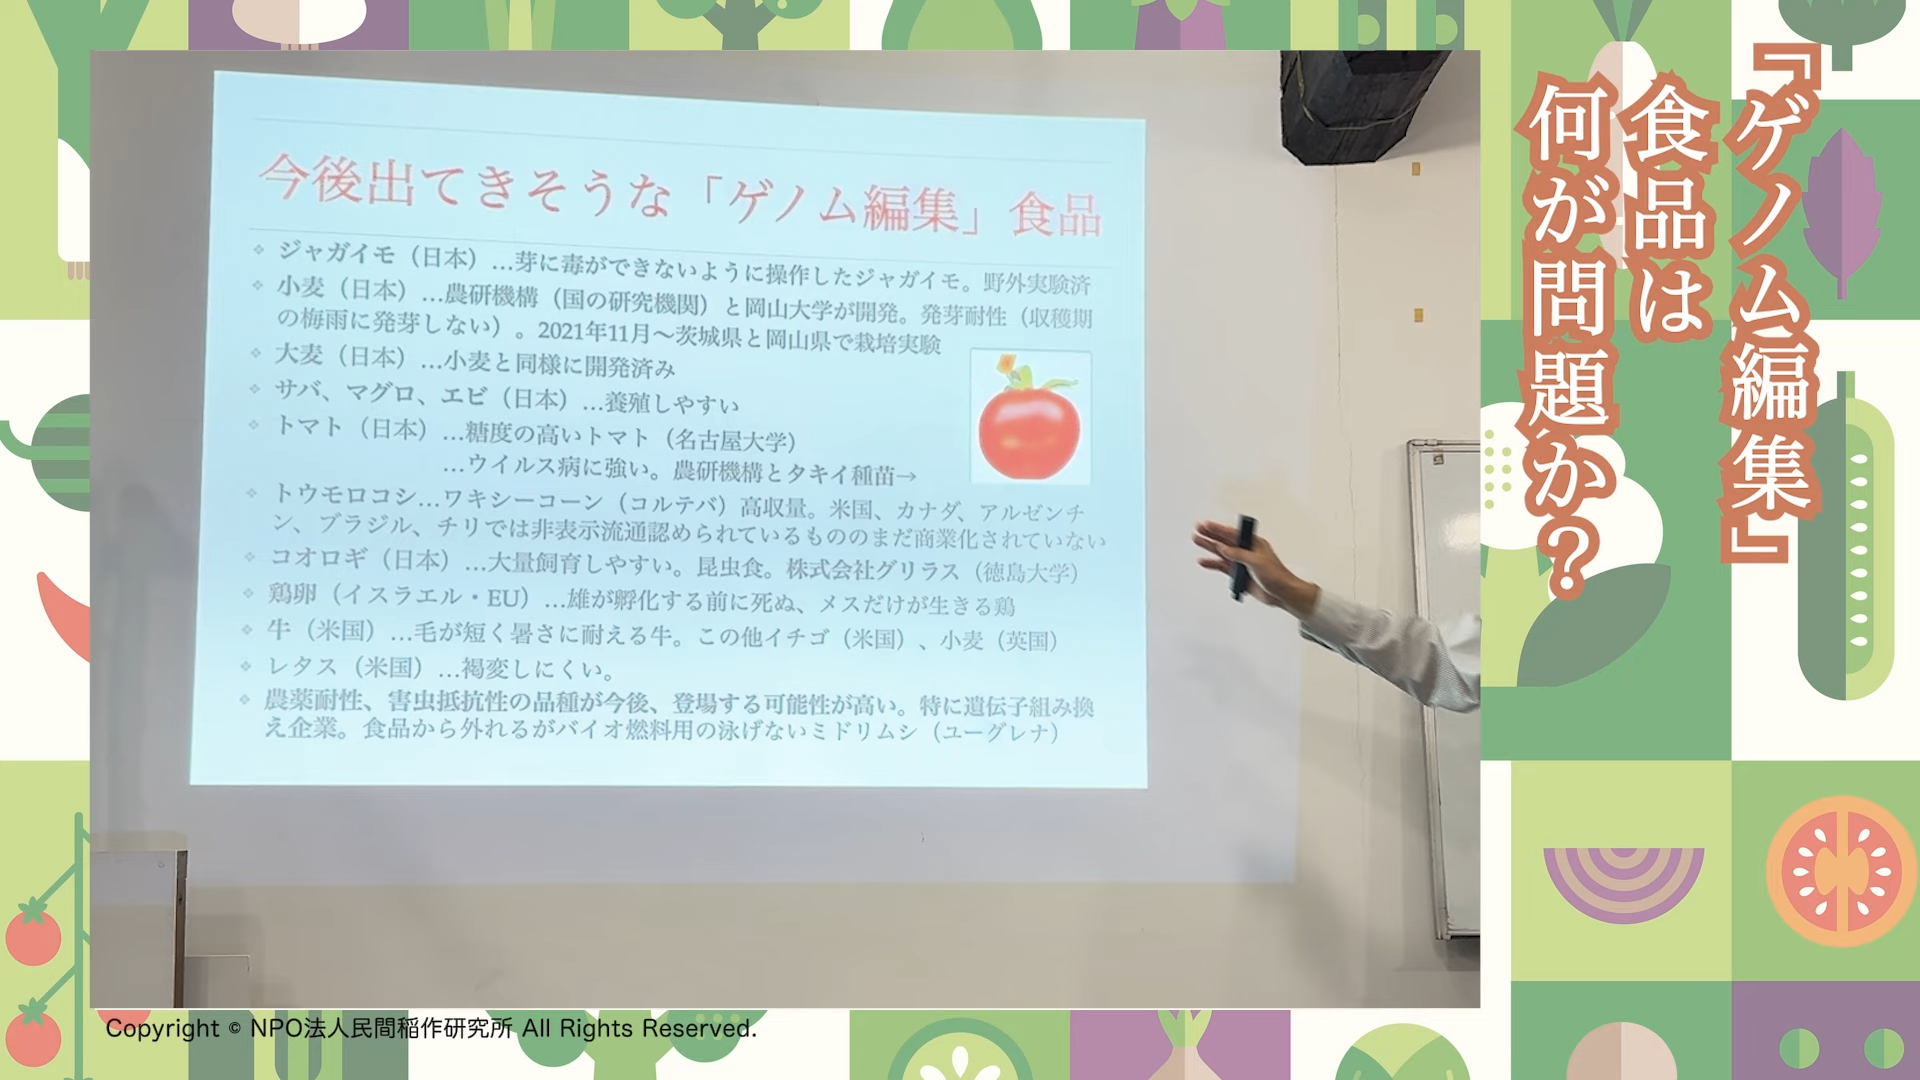 『ゲノム編集』
食品は
何が問題か?
今後出てきそうな「ゲノム編集」食品
ジャガイモ(日本)…芽に毒ができないように操作したジャガイモ。野外実験済
小麦(日本)…農研機構(国の研究機関)と岡山大学が開発。発芽耐性(収穫期
の梅雨に発芽しない)。2021年11月～茨城県と岡山県で栽培実験
大麦(日本)…小麦と同様に開発済み
サバ、マグロ、エビ(日本)…養殖しやすい
トマト(日本)…糖度の高いトマト(名古屋大学)
…ウイルス病に強い。農研機構とタキイ種苗→
トウモロコシ…ワキシーコーン(コルテバ)高収量。米国、カナダ、アルゼンチ
ン、ブラジル、チリでは非表示流通認められているもののまだ商業化されていない
コオロギ(日本)…大量飼育しやすい。昆虫食。株式会社グリラス(徳島大学)
鶏卵(イスラエル・EU)…雄が孵化する前に死ぬ、メスだけが生きる鶏
牛(米国)…毛が短く暑さに耐える牛。この他イチゴ(米国)、小麦(英国)
レタス(米国)…褐変しにくい。
農薬耐性、害虫抵抗性の品種が今後、登場する可能性が高い。特に遺伝子組み換
え企業。食品から外れるがバイオ燃料用の泳げないミドリムシ(ユーグレナ)
Copyright © NPO法人民間稲作研究所 All Rights Reserved.